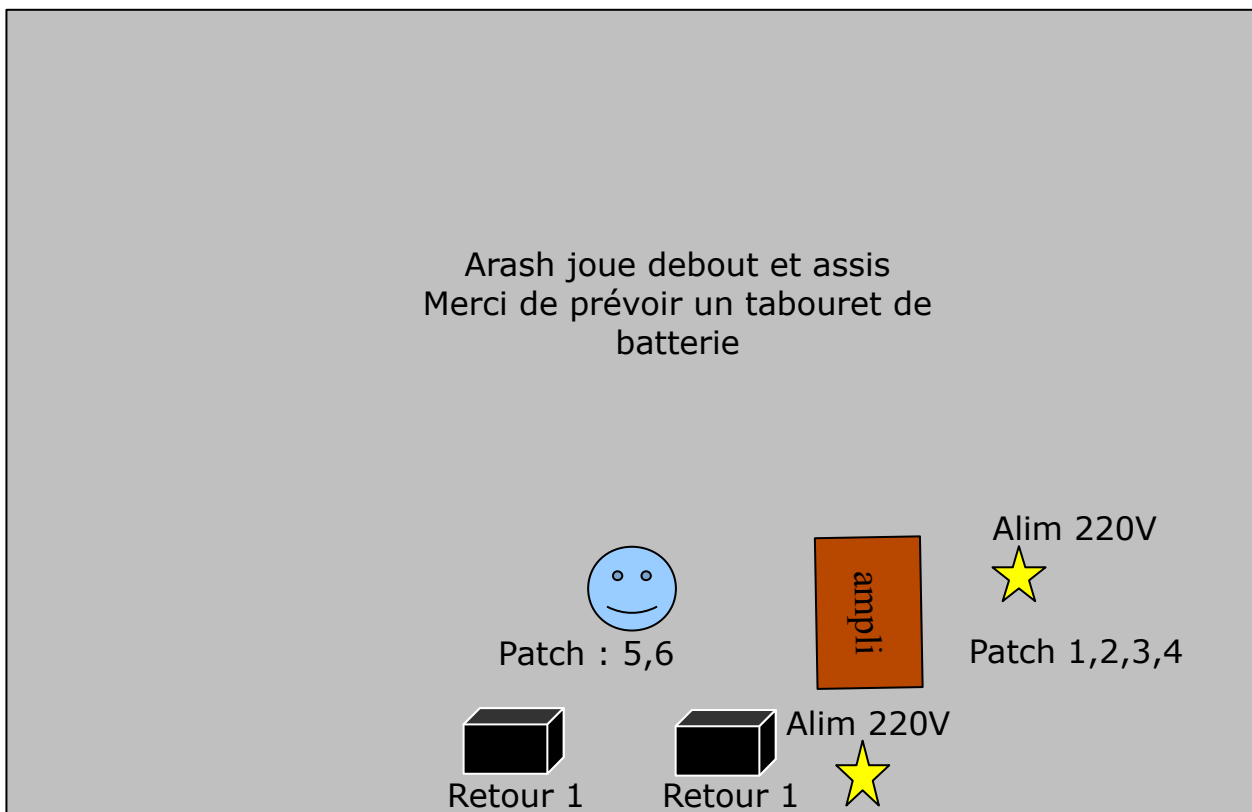 Arash joue debout et assis
Merci de prévoir un tabouret de
batterie
Alim 220V
ampli
Patch : 5,6
Patch 1,2,3,4
Alim 220V
Retour 1
Retour 1